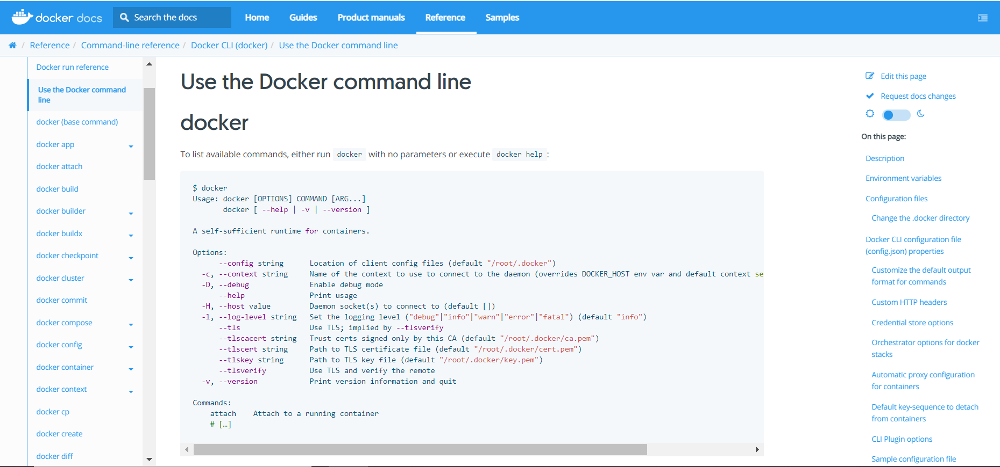 docker docs
Search the docs
Home
Guides
Product manuals
Reference
Samples
/ Reference / Command-line reference / Docker CLI (docker) / Use the Docker command line
Docker run reference
Use the Docker command
line
docker (base command)
docker app
docker attach
docker build
docker builder
docker buildx
docker checkpoint
docker cluster
docker commit
docker compose
docker config
docker container
docker context
docker cp
docker create
docker diff
Use the Docker command line
docker
To list available commands, either run docker with no parameters or execute docker help :
$ docker
Usage: docker [OPTIONS] COMMAND [ARG...]
       docker [ --help | -v | --version ]
A self-sufficient runtime for containers.
Options:
      --config string      Location of client config files (default "/root/.docker")
  -c, --context string     Name of the context to use to connect to the daemon (overrides DOCKER_HOST env var and default context se
  -D, --debug              Enable debug mode
      --help               Print usage
  -H, --host value         Daemon socket(s) to connect to (default [])
  -l, --log-level string   Set the logging level ("debug"|"info"|"warn"|"error"|"fatal") (default "info")
      --tls                Use TLS; implied by --tlsverify
      --tlscacert string   Trust certs signed only by this CA (default "/root/.docker/ca.pem")
      --tlscert string     Path to TLS certificate file (default "/root/.docker/cert.pem")
      --tlskey string      Path to TLS key file (default "/root/.docker/key.pem")
      --tlsverify          Use TLS and verify the remote
  -v, --version            Print version information and quit
Commands:
    attach    Attach to a running container
    # […]
Edit this page
Request docs changes
On this page:
Description
Environment variables
Configuration files
Change the .docker directory
Docker CLI configuration file
(config.json) properties
Customize the default output
format for commands
Custom HTTP headers
Credential store options
Orchestrator options for docker
stacks
Automatic proxy configuration
for containers
Default key-sequence to detach
from containers
CLI Plugin options
Sample configuration file